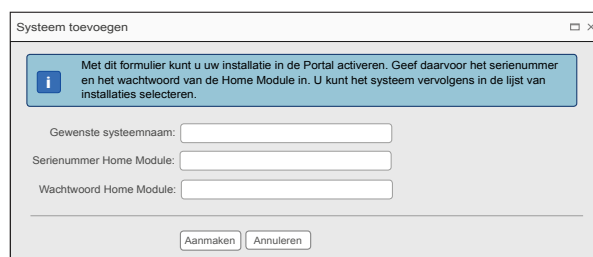 Systeem toevoegen
i
Met dit formulier kunt u uw installatie in de Portal activeren. Geef daarvoor het serienummer
en het wachtwoord van de Home Module in. U kunt het systeem vervolgens in de lijst van
installaties selecteren.
Gewenste systeemnaam:
Serienummer Home Module:
Wachtwoord Home Module:
Aanmaken Annuleren